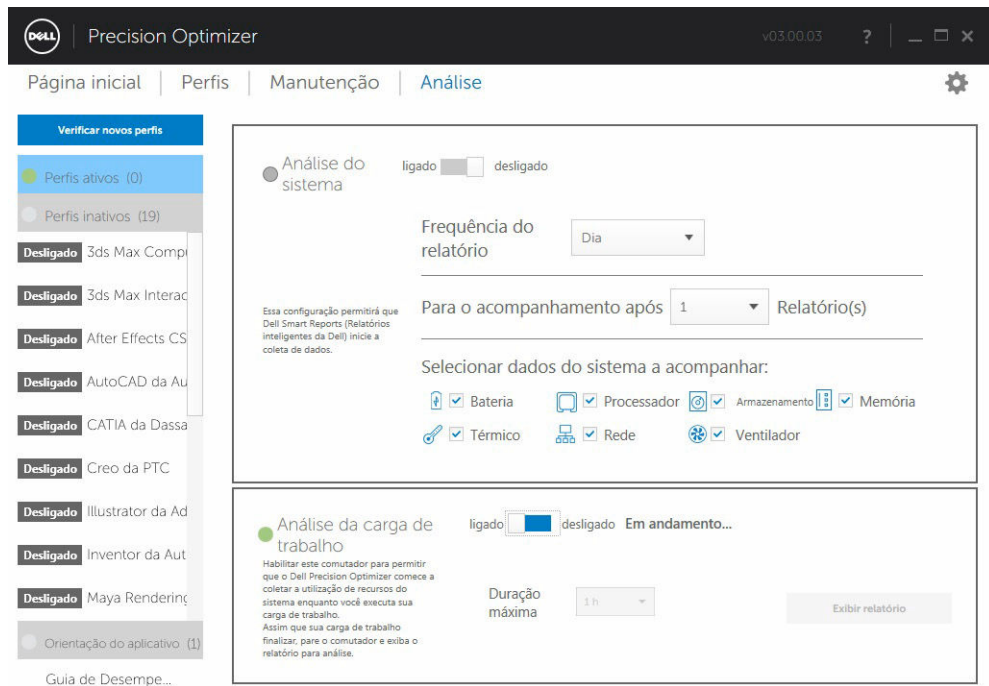 DELL
Precision Optimizer
v03.00.03
?
Página inicial
Perfis
Manutenção
Análise
Verificar novos perfis
Perfis ativos (0)
Perfis inativos (19)
Desligado 3ds Max Comp
Desligado 3ds Max Interac
Desligado After Effects CS
Desligado AutoCAD da Au
Desligado CATIA da Dassa
Desligado Creo da PTC
Desligado Illustrator da Ad
Desligado Inventor da Aut
Desligado Maya Rendering
Orientação do aplicativo (1)
Guia de Desempe...
Análise do
sistema
ligado
desligado
Essa configuração permitirá que
Dell Smart Reports (Relatórios
inteligentes da Dell) inicie a
coleta de dados.
Frequência do
relatório
Dia
Para o acompanhamento após 1 Relatório(s)
Selecionar dados do sistema a acompanhar:
Bateria Processador Armazenamento Memória
Térmico Rede Ventilador
Análise da carga de
trabalho
ligado
desligado Em andamento...
Habilitar este comutador para permitir
que o Dell Precision Optimizer comece a
coletar a utilização de recursos do
sistema enquanto você executa sua
carga de trabalho.
Assim que sua carga de trabalho
finalizar, pare o comutador e exiba o
relatório para análise.
Duração
máxima
1 h
Exibir relatório